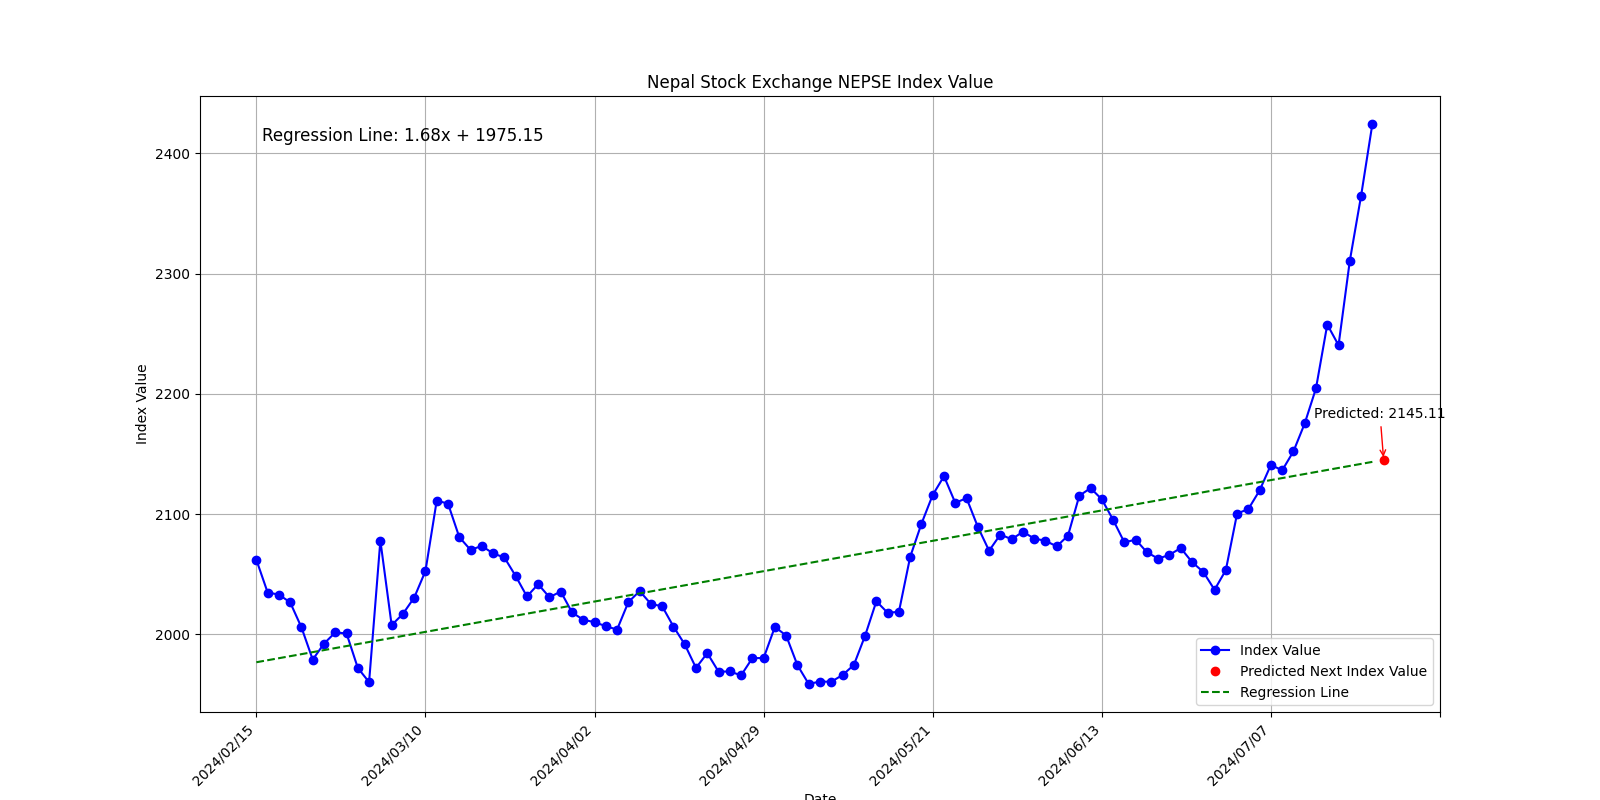 Nepal Stock Exchange NEPSE Index Value
Regression Line: 1.68x + 1975.15
2400
2300
2200
2100
2000
Index Value
Predicted: 2145.11
Index Value
Predicted Next Index Value
Regression Line
2024/02/15
2024/03/10
2024/04/02
2024/04/29
2024/05/21
2024/06/13
2024/07/07
Date